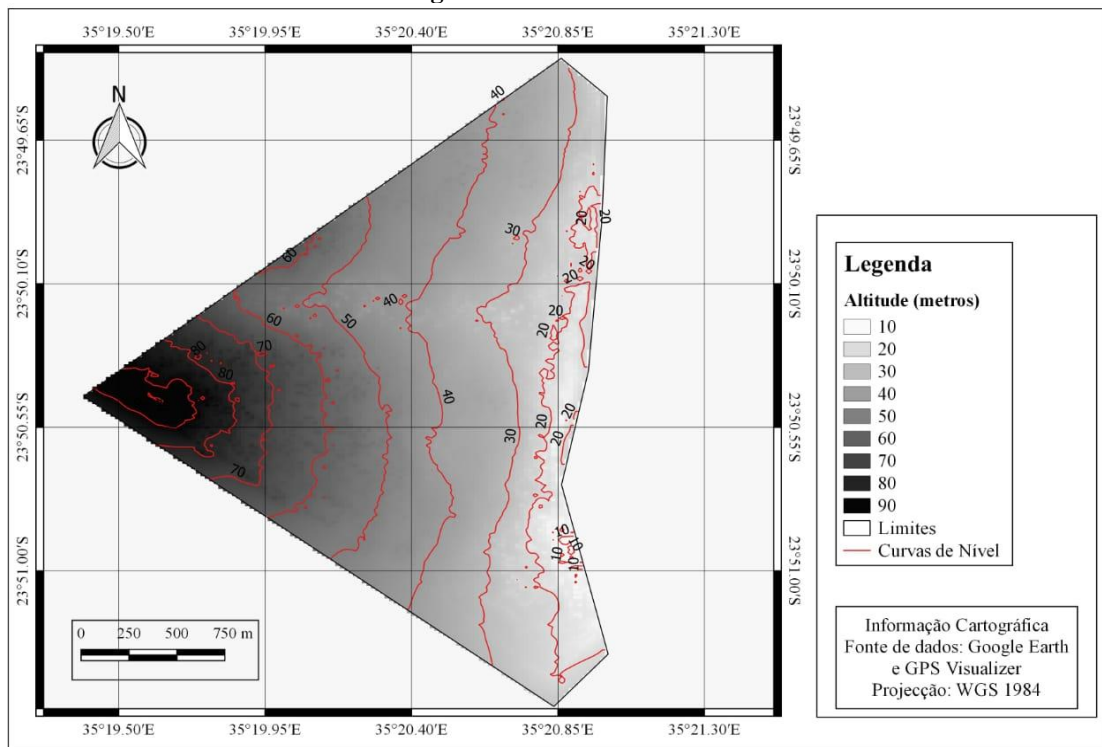 35°19.50'E 35°19.95'E 35°20.40'E 35°20.85'E 35°21.30'E
23°49.65'S
23°50.10'S
23°50.55'S
23°51.00'S
N
40
60
30
20
20
20
20
40
50
60
20
20
70
80
80
40
30
20
20
20
70
10
10
10
10
0 250 500 750 m
23°49.65'S
23°50.10'S
23°50.55'S
23°51.00'S
35°19.50'E 35°19.95'E 35°20.40'E 35°20.85'E 35°21.30'E
Legenda
Altitude (metros)
10
20
30
40
50
60
70
80
90
Limites
Curvas de Nível
Informação Cartográfica
Fonte de dados: Google Earth
e GPS Visualizer
Projecção: WGS 1984